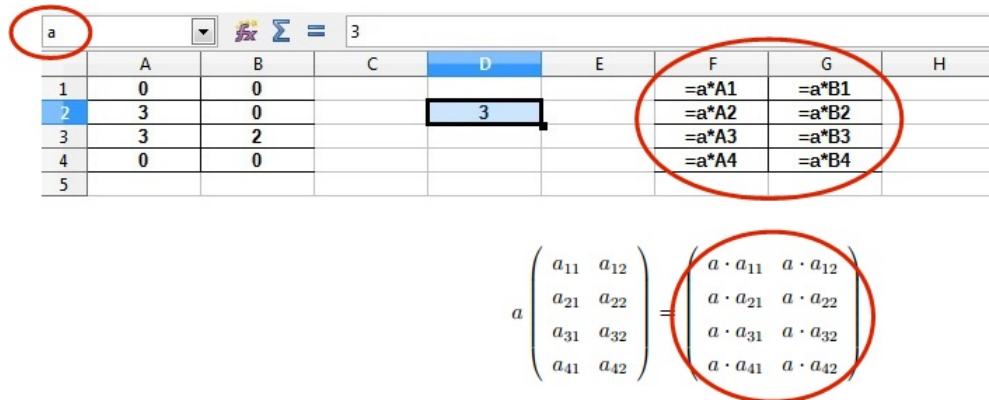 a fx Σ = 3
A B C D E F G H
1 0 0 =a*A1 =a*B1
2 3 0 3 =a*A2 =a*B2
3 3 2 =a*A3 =a*B3
4 0 0 =a*A4 =a*B4
5
a ( a₁₁ a₁₂ ) = ( a · a₁₁ a · a₁₂ )
a₂₁ a₂₂ a · a₂₁ a · a₂₂
a₃₁ a₃₂ a · a₃₁ a · a₃₂
a₄₁ a₄₂ a · a₄₁ a · a₄₂